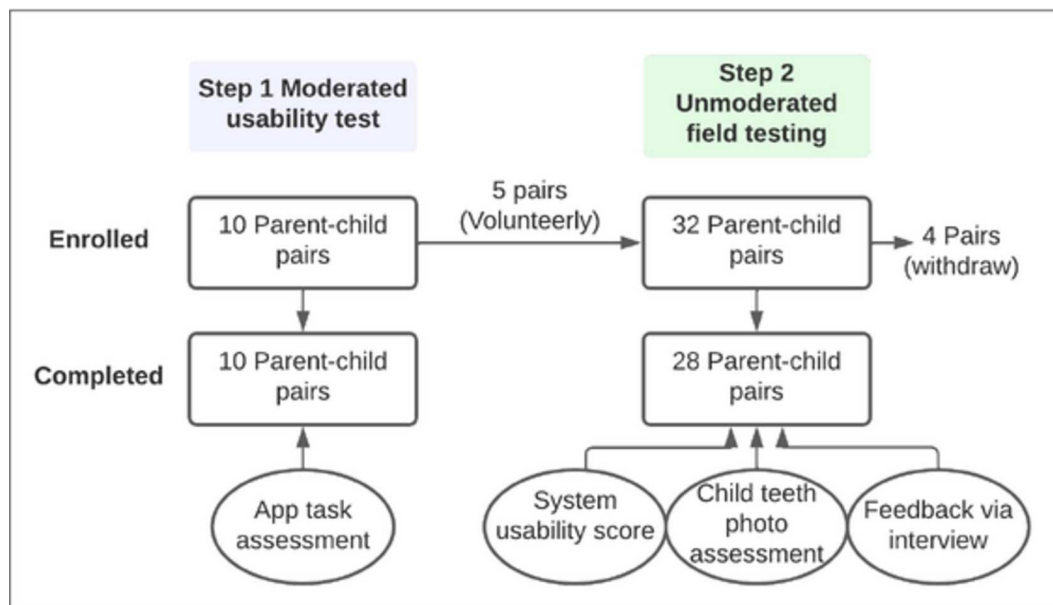 Step 1 Moderated
usability test
Step 2
Unmoderated
field testing
Enrolled
10 Parent-child
pairs
5 pairs
(Volunteerly)
32 Parent-child
pairs
4 Pairs
(withdraw)
Completed
10 Parent-child
pairs
28 Parent-child
pairs
App task
assessment
System
usability score
Child teeth
photo
assessment
Feedback via
interview